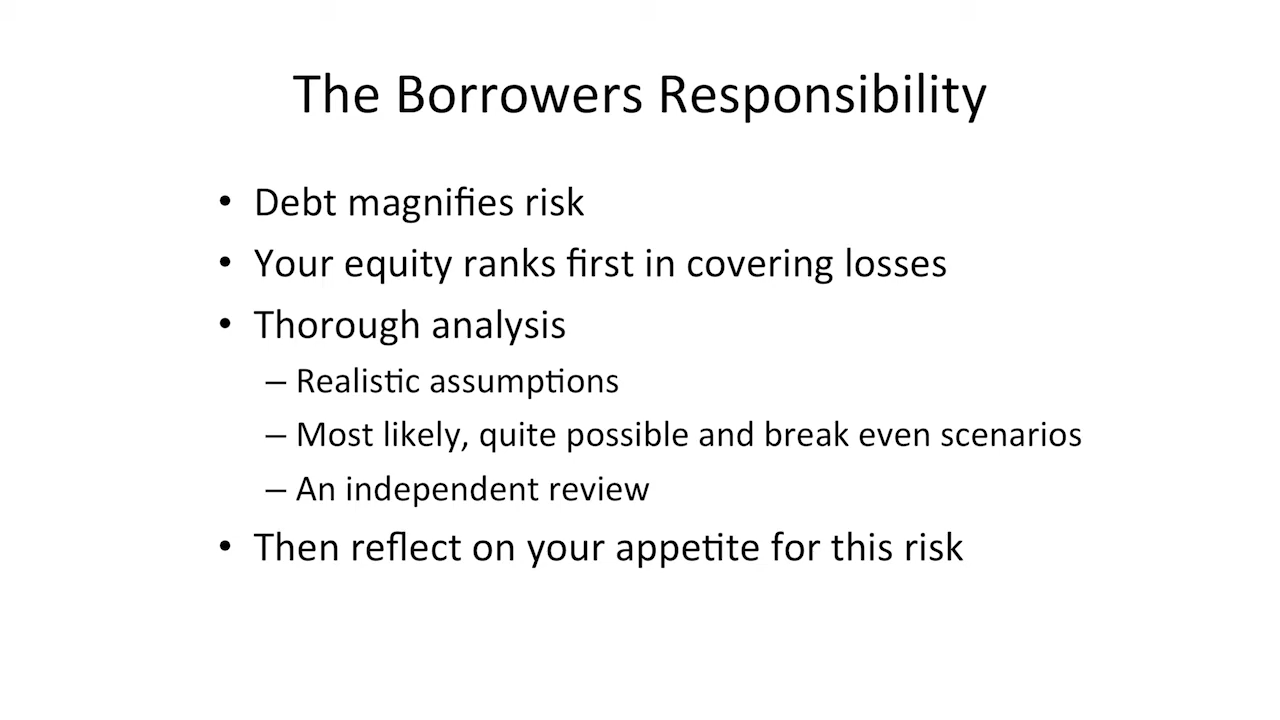 The Borrowers Responsibility
• Debt magnifies risk
• Your equity ranks first in covering losses
• Thorough analysis
– Realistic assumptions
– Most likely, quite possible and break even scenarios
– An independent review
• Then reflect on your appetite for this risk